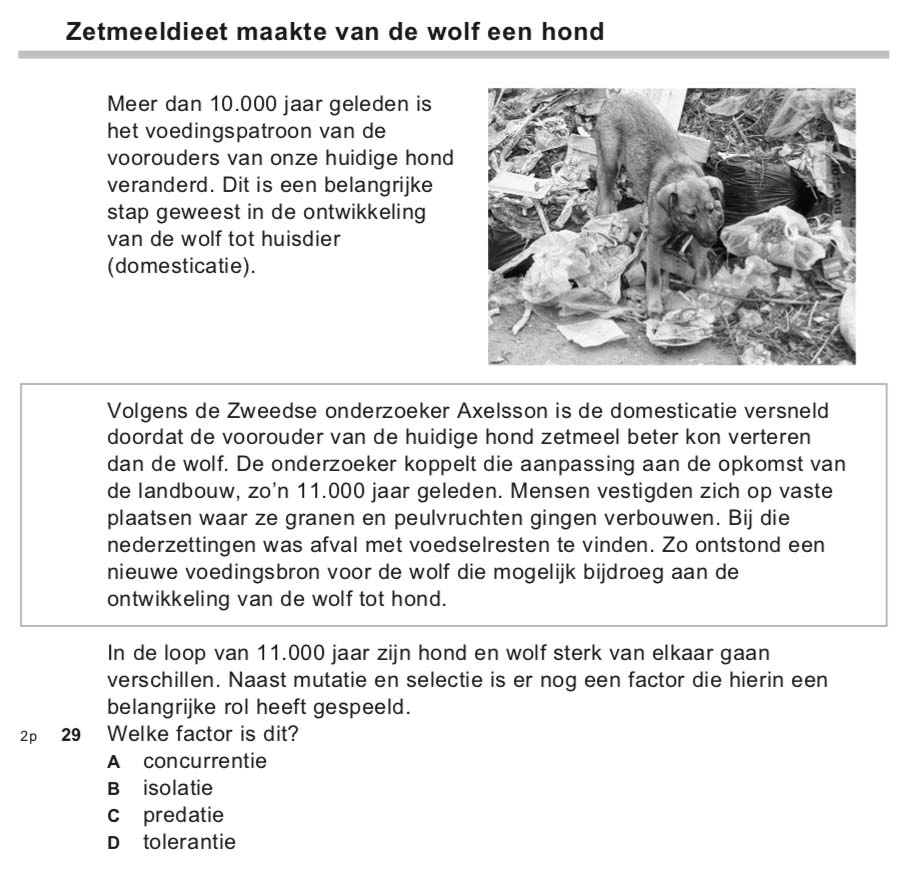 Zetmeeldieet maakte van de wolf een hond
Meer dan 10.000 jaar geleden is
het voedingspatroon van de
voorouders van onze huidige hond
veranderd. Dit is een belangrijke
stap geweest in de ontwikkeling
van de wolf tot huisdier
(domesticatie).
Volgens de Zweedse onderzoeker Axelsson is de domesticatie versneld
doordat de voorouder van de huidige hond zetmeel beter kon verteren
dan de wolf. De onderzoeker koppelt die aanpassing aan de opkomst van
de landbouw, zo’n 11.000 jaar geleden. Mensen vestigden zich op vaste
plaatsen waar ze granen en peulvruchten gingen verbouwen. Bij die
nederzettingen was afval met voedselresten te vinden. Zo ontstond een
nieuwe voedingsbron voor de wolf die mogelijk bijdroeg aan de
ontwikkeling van de wolf tot hond.
In de loop van 11.000 jaar zijn hond en wolf sterk van elkaar gaan
verschillen. Naast mutatie en selectie is er nog een factor die hierin een
belangrijke rol heeft gespeeld.
2p 29 Welke factor is dit?
A concurrentie
B isolatie
C predatie
D tolerantie